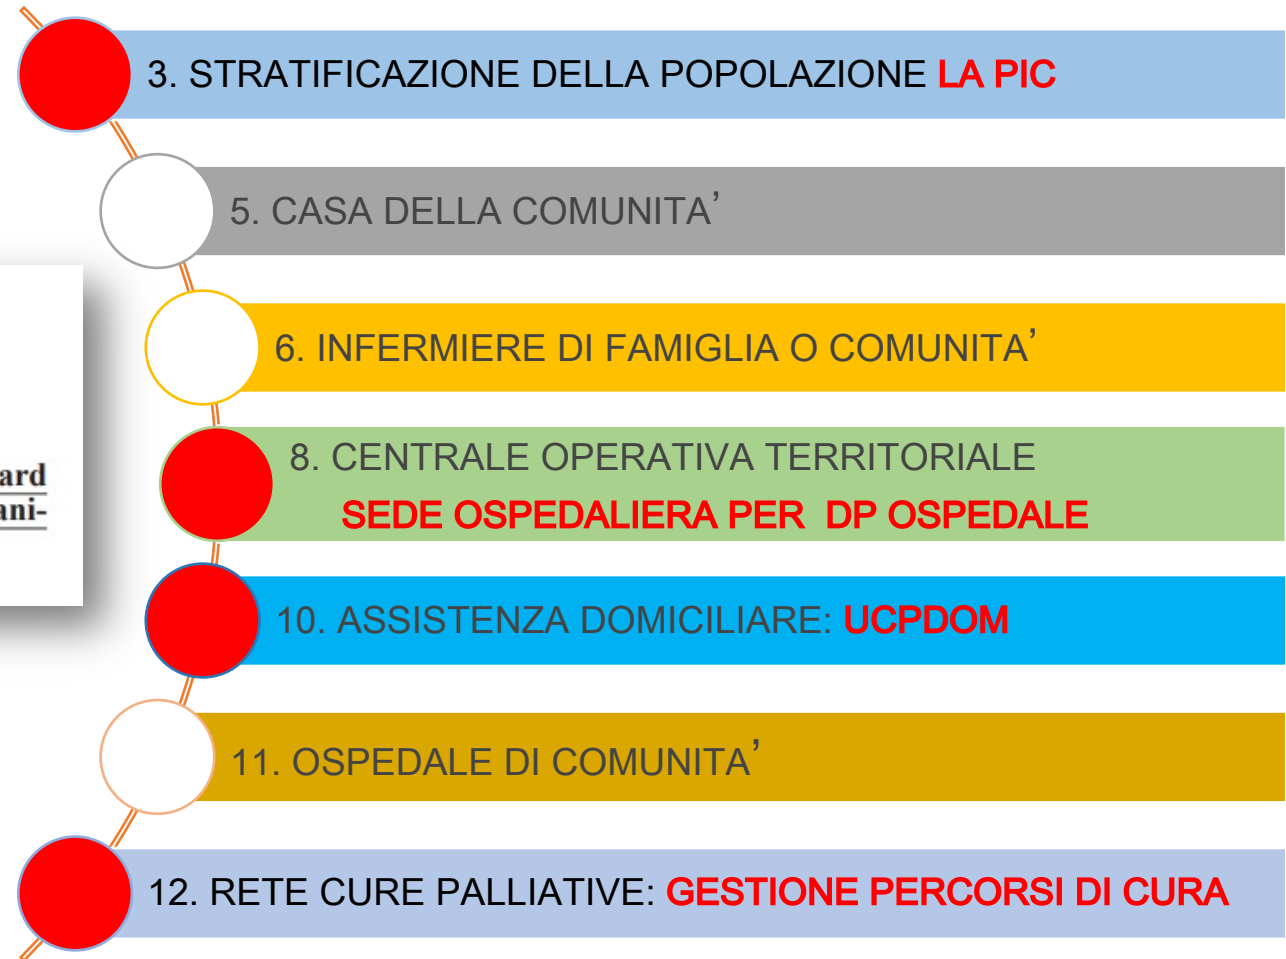 3. STRATIFICAZIONE DELLA POPOLAZIONE LA PIC
5. CASA DELLA COMUNITA’
6. INFERMIERE DI FAMIGLIA O COMUNITA’
ard
ani-
8. CENTRALE OPERATIVA TERRITORIALE
SEDE OSPEDALIERA PER DP OSPEDALE
10. ASSISTENZA DOMICILIARE: UCPDOM
11. OSPEDALE DI COMUNITA’
12. RETE CURE PALLIATIVE: GESTIONE PERCORSI DI CURA